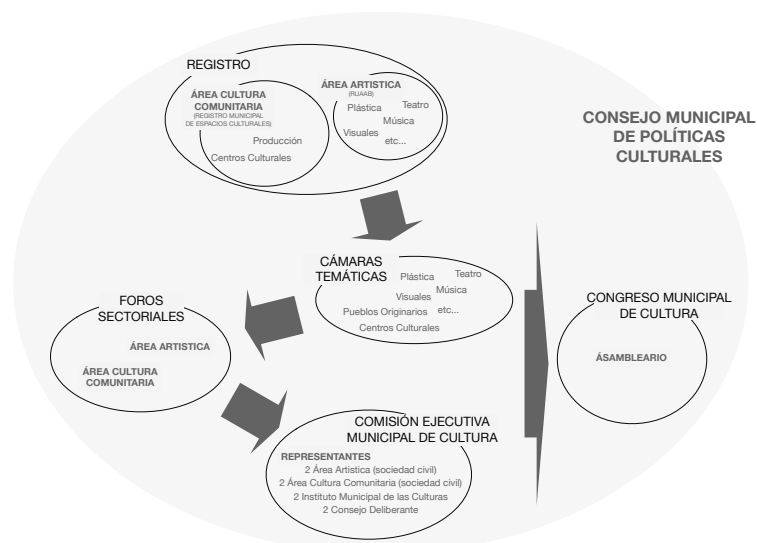 REGISTRO
ÁREA CULTURA
COMUNITARIA
(REGISTRO MUNICIPAL
DE ESPACIOS CULTURALES)
Producción
Centros Culturales
ÁREA ARTISTICA
(RUAAB)
Plástica
Teatro
Música
Visuales
etc...
CONSEJO MUNICIPAL
DE POLÍTICAS
CULTURALES
CÁMARAS
TEMÁTICAS
Plástica
Teatro
Música
Visuales
Pueblos Originarios
etc...
Centros Culturales
FOROS
SECTORIALES
ÁREA ARTISTICA
ÁREA CULTURA
COMUNITARIA
CONGRESO MUNICIPAL
DE CULTURA
ÁSAMBLEARIO
COMISIÓN EJECUTIVA
MUNICIPAL DE CULTURA
REPRESENTANTES
2 Área Artistica (sociedad civil)
2 Área Cultura Comunitaria (sociedad civil)
2 Instituto Municipal de las Culturas
2 Consejo Deliberante